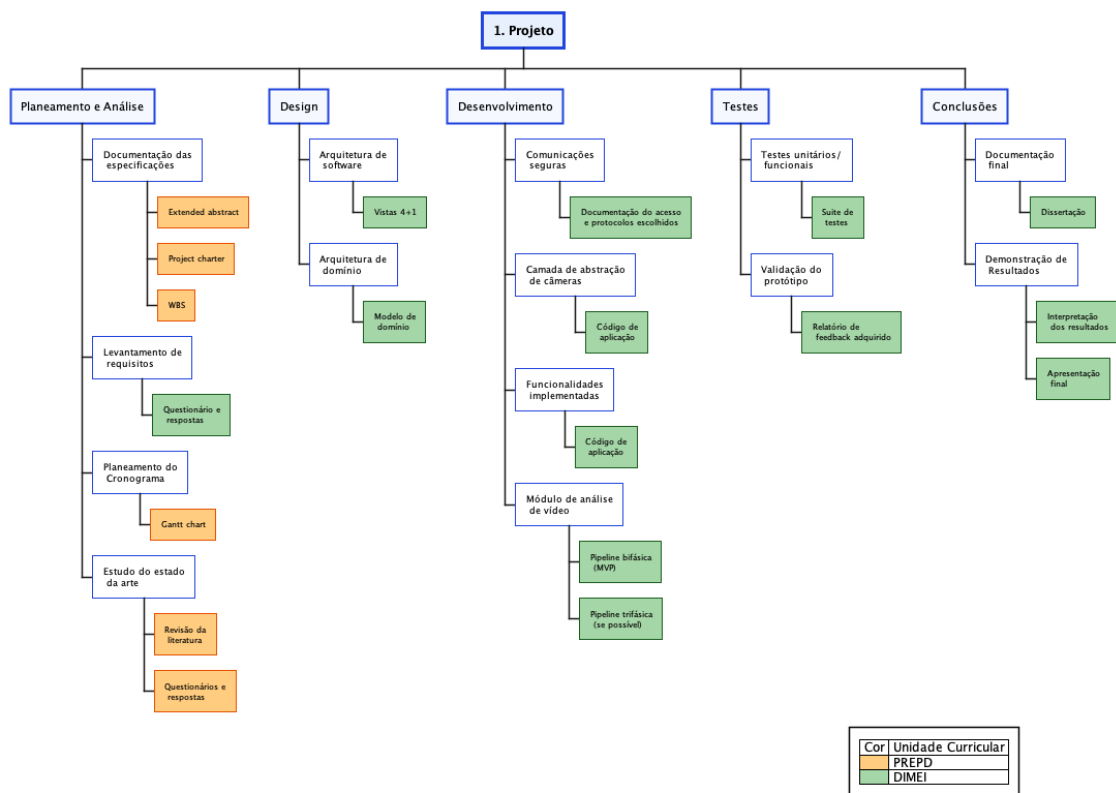 1. Projeto
Planeamento e Análise
Documentação das
especificações
Extended abstract
Project charter
WBS
Levantamento de
requisitos
Questionário e
respostas
Planeamento do
Cronograma
Gantt chart
Estudo do estado
da arte
Revisão da
literatura
Questionários e
respostas
Design
Arquitetura de
software
Vistas 4+1
Arquitetura de
domínio
Modelo de
domínio
Desenvolvimento
Comunicações
seguras
Documentação do acesso
e protocolos escolhidos
Camada de abstração
de câmeras
Código de
aplicação
Funcionalidades
implementadas
Código de
aplicação
Módulo de análise
de vídeo
Pipeline bifásica
(MVP)
Pipeline trifásica
(se possível)
Testes
Testes unitários/
funcionais
Suite de
testes
Validação do
protótipo
Relatório de
feedback adquirido
Conclusões
Documentação
final
Dissertação
Demonstração de
Resultados
Interpretação
dos resultados
Apresentação
final
Cor Unidade Curricular
PREPD
DIMEI